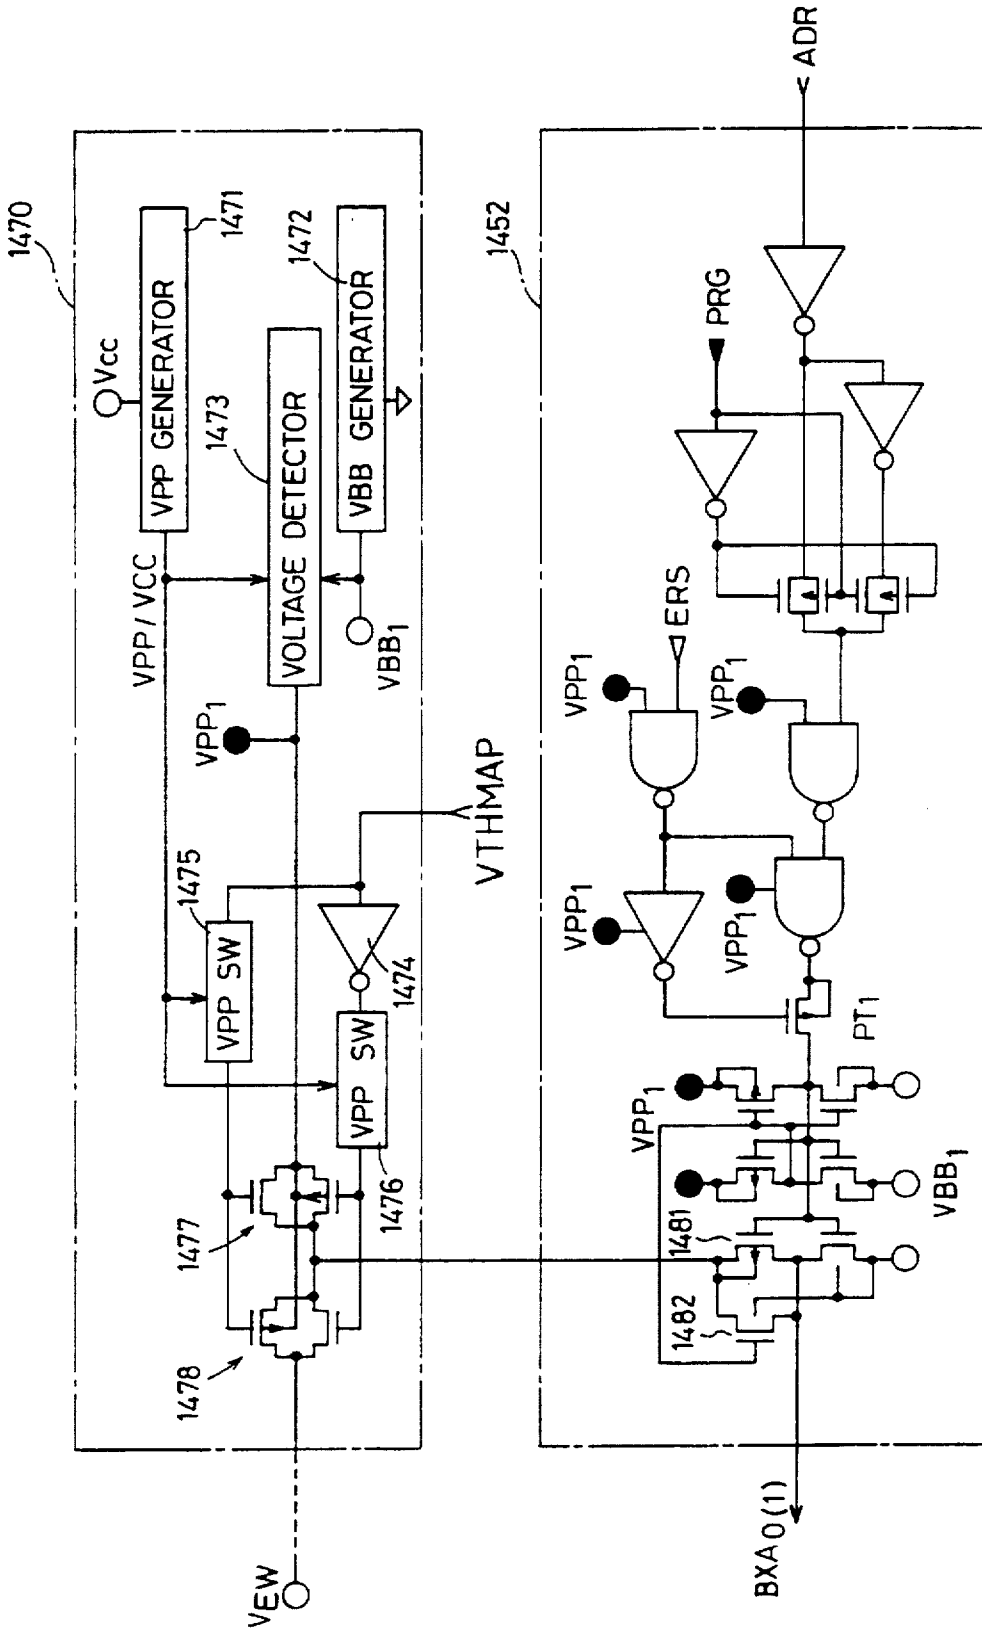 1470
Vcc
VPP GENERATOR
1471
VPP/VCC
1472
VBB GENERATOR
1473
VOLTAGE DETECTOR
VBB1
VPP1
1475
VPP SW
VTHMAP
1474
VPP SW
1476
1477
1478
VEW
1452
ADR
PRG
ERS
VPP1
VPP1
VPP1
VPP1
PT1
VPP1
VBB1
1481
1482
BXA0(1)